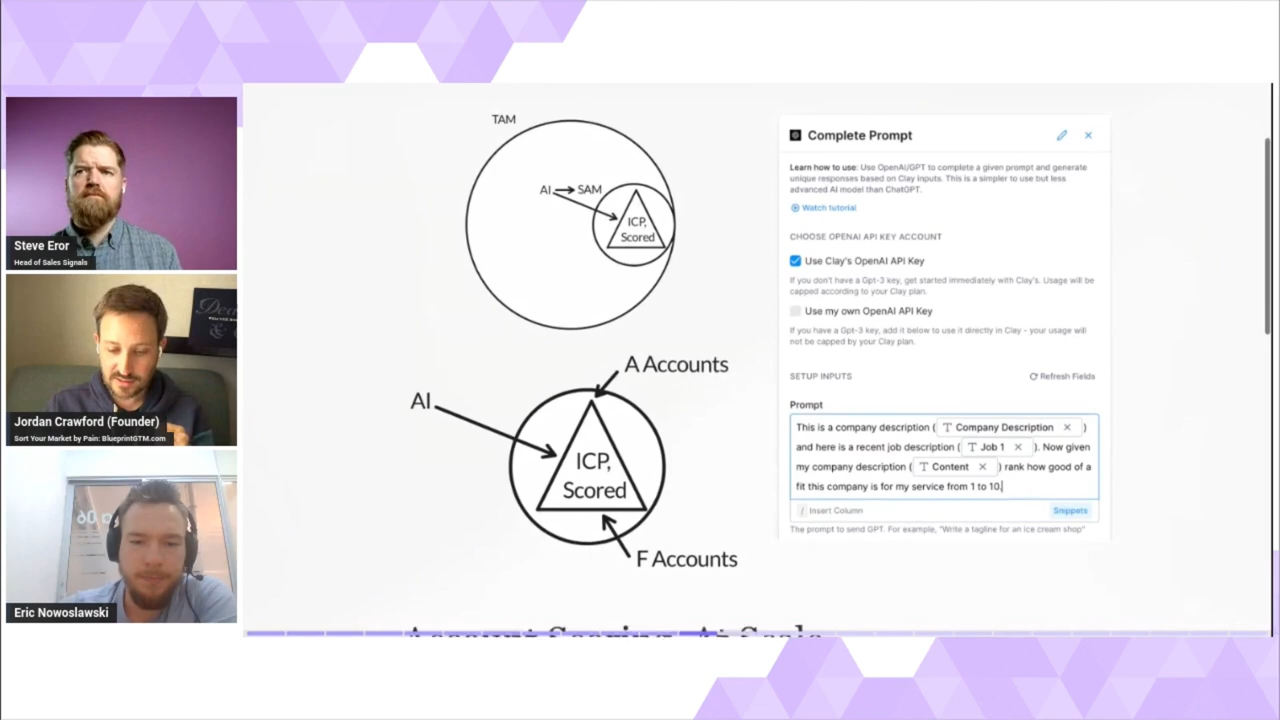 Steve Eror
Head of Sales Signals
Jordan Crawford (Founder)
Sort Your Market by Pain: BlueprintGTM.com
Eric Nowoslawski
TAM
AI
SAM
ICP,
Scored
A Accounts
AI
ICP,
Scored
F Accounts
Account Scoring, At Scale
Complete Prompt
Learn how to use: Use OpenAI/GPT to complete a given prompt and generate
unique responses based on Clay inputs. This is a simpler to use but less
advanced AI model than ChatGPT.
Watch tutorial
CHOOSE OPENAI API KEY ACCOUNT
Use Clay's OpenAI API Key
If you don't have a Gpt-3 key, get started immediately with Clay's. Usage will be
capped according to your Clay plan.
Use my own OpenAI API Key
If you have a Gpt-3 key, add it below to use it directly in Clay - your usage will
not be capped by your Clay plan.
SETUP INPUTS
Refresh Fields
Prompt
This is a company description ( T Company Description × )
and here is a recent job description ( T Job 1 × ). Now given
my company description ( T Content × ) rank how good of a
fit this company is for my service from 1 to 10.
/ Insert Column
Snippets
The prompt to send GPT. For example, "Write a tagline for an ice cream shop"